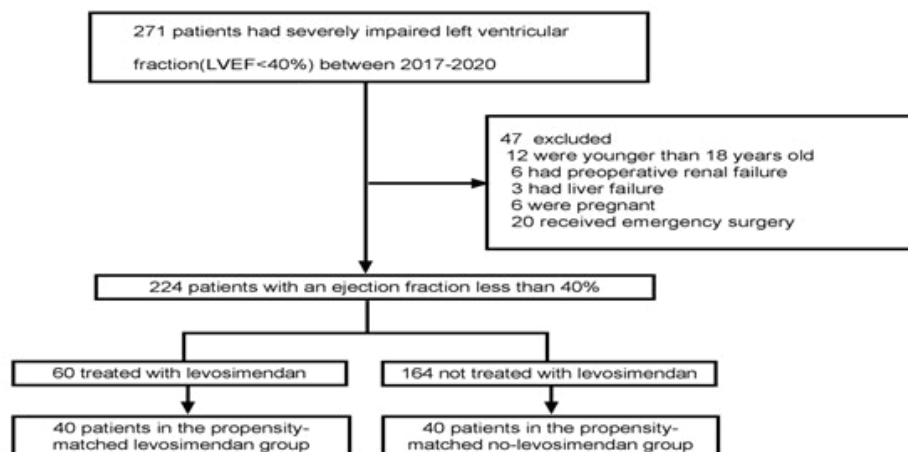 271 patients had severely impaired left ventricular
fraction(LVEF<40%) between 2017-2020
47 excluded
12 were younger than 18 years old
6 had preoperative renal failure
3 had liver failure
6 were pregnant
20 received emergency surgery
224 patients with an ejection fraction less than 40%
60 treated with levosimendan
164 not treated with levosimendan
40 patients in the propensity-
matched levosimendan group
40 patients in the propensity-
matched no-levosimendan group